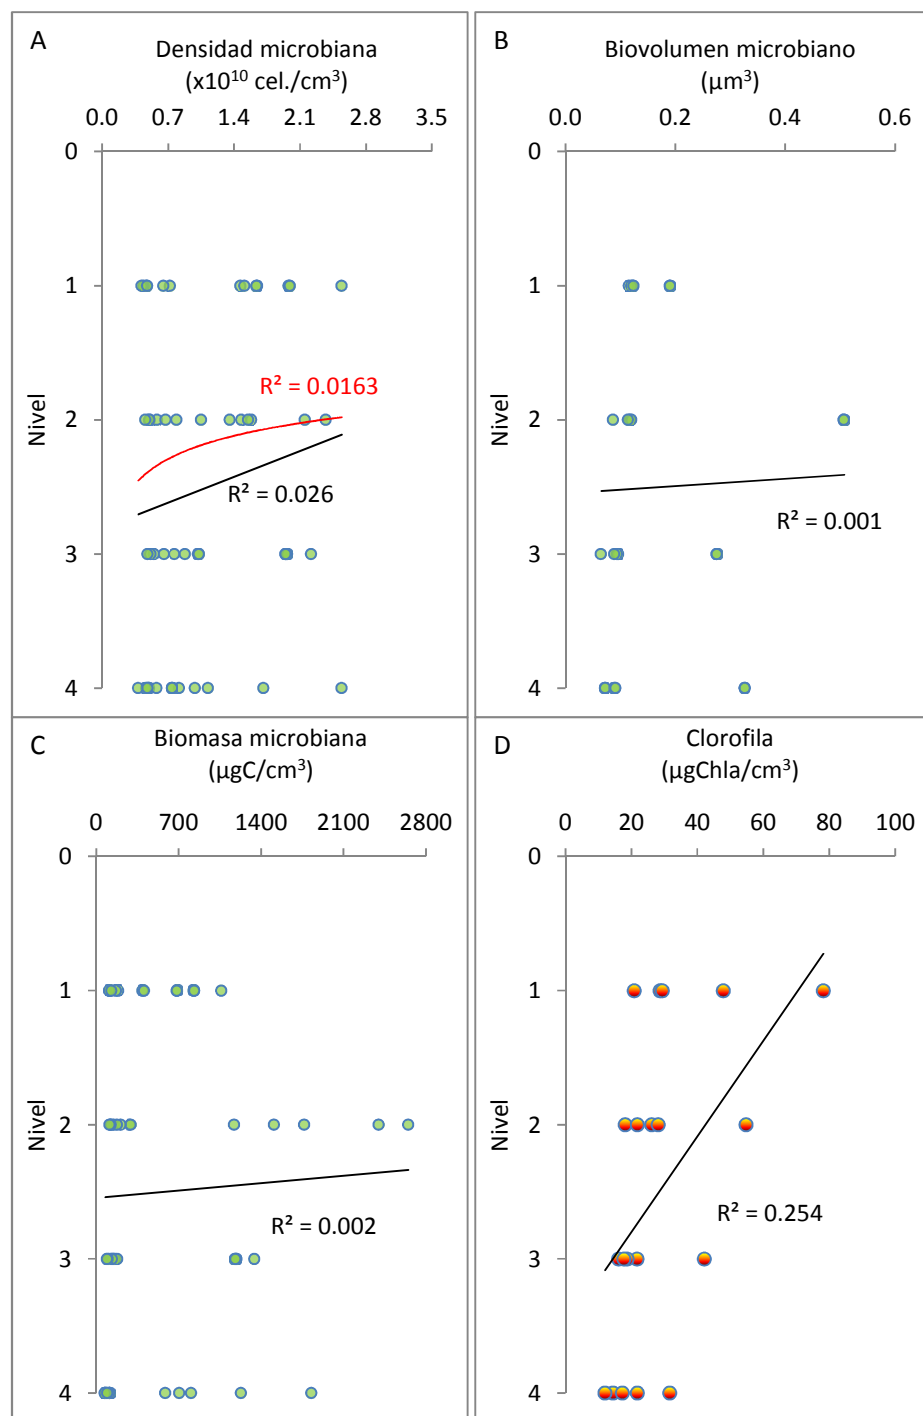 A
Densidad microbiana
(x10¹⁰ cel./cm³)
0.0 0.7 1.4 2.1 2.8 3.5
0
1
2
3
4
Nivel
R² = 0.0163
R² = 0.026
B
Biovolumen microbiano
(µm³)
0.0 0.2 0.4 0.6
0
1
2
3
4
Nivel
R² = 0.001
C
Biomasa microbiana
(µgC/cm³)
0 700 1400 2100 2800
0
1
2
3
4
Nivel
R² = 0.002
D
Clorofila
(µgChla/cm³)
0 20 40 60 80 100
0
1
2
3
4
Nivel
R² = 0.254